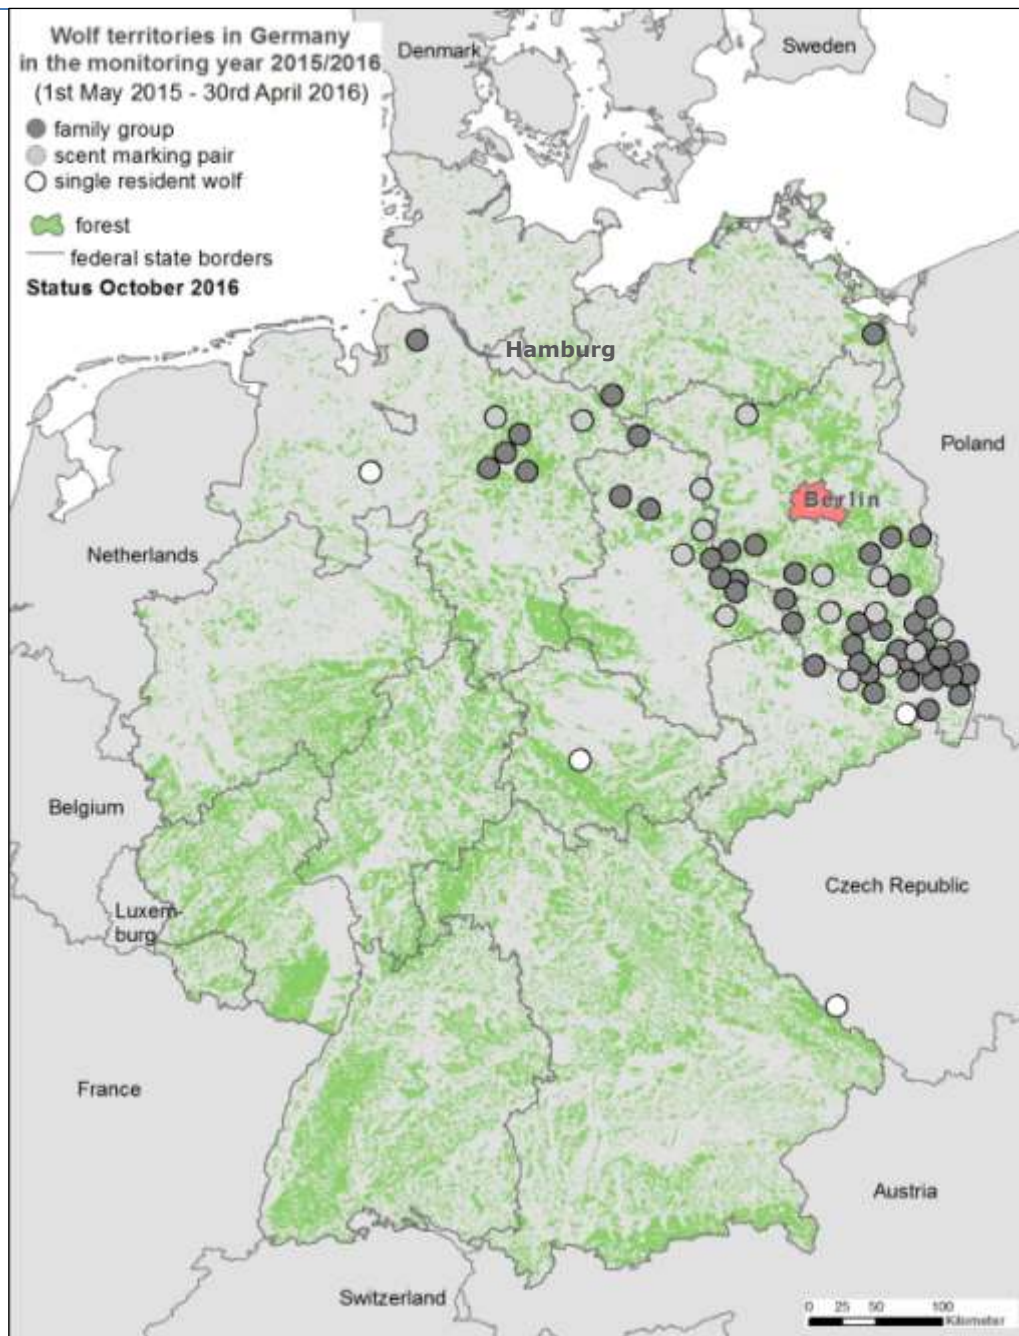 Wolf territories in Germany
in the monitoring year 2015/2016
(1st May 2015 - 30rd April 2016)
family group
scent marking pair
single resident wolf
forest
federal state borders
Status October 2016
Denmark
Sweden
Hamburg
Poland
Berlin
Netherlands
Belgium
Luxem-
burg
Czech Republic
France
Austria
Switzerland
0 25 50 100
Kilometer